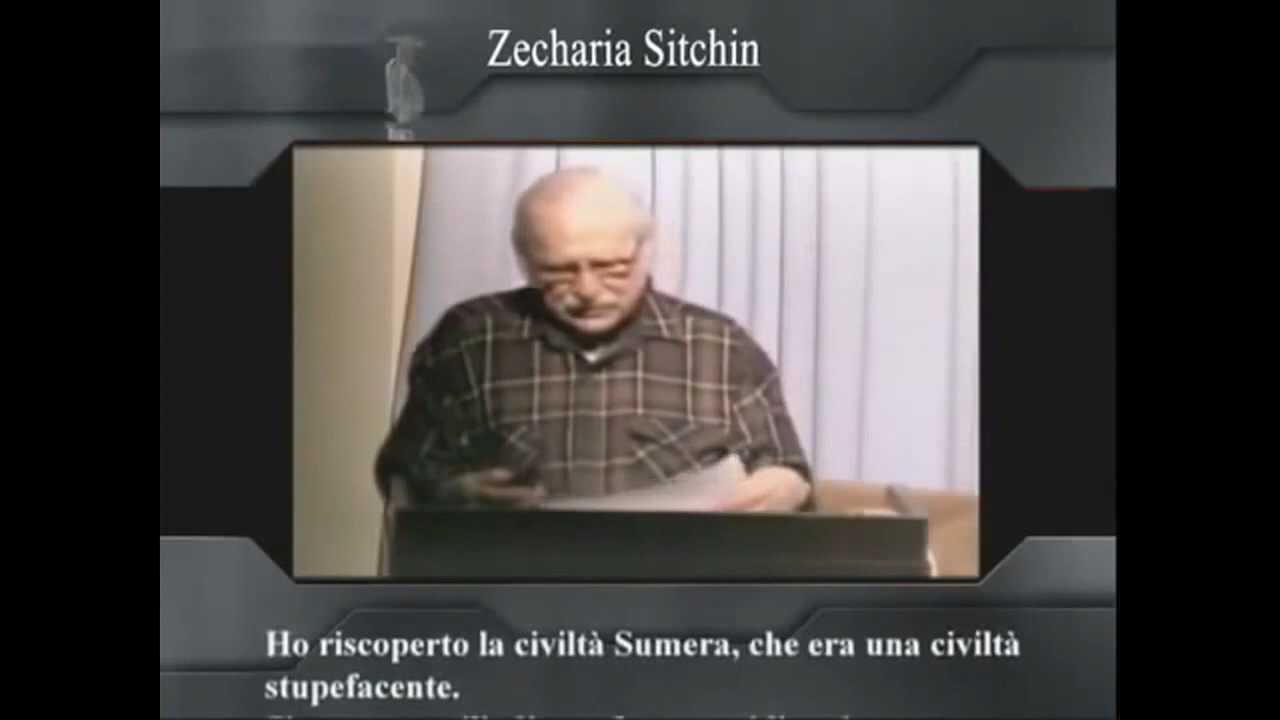 Zecharia Sitchin
Ho riscoperto la civiltà Sumera, che era una civiltà
stupefacente.